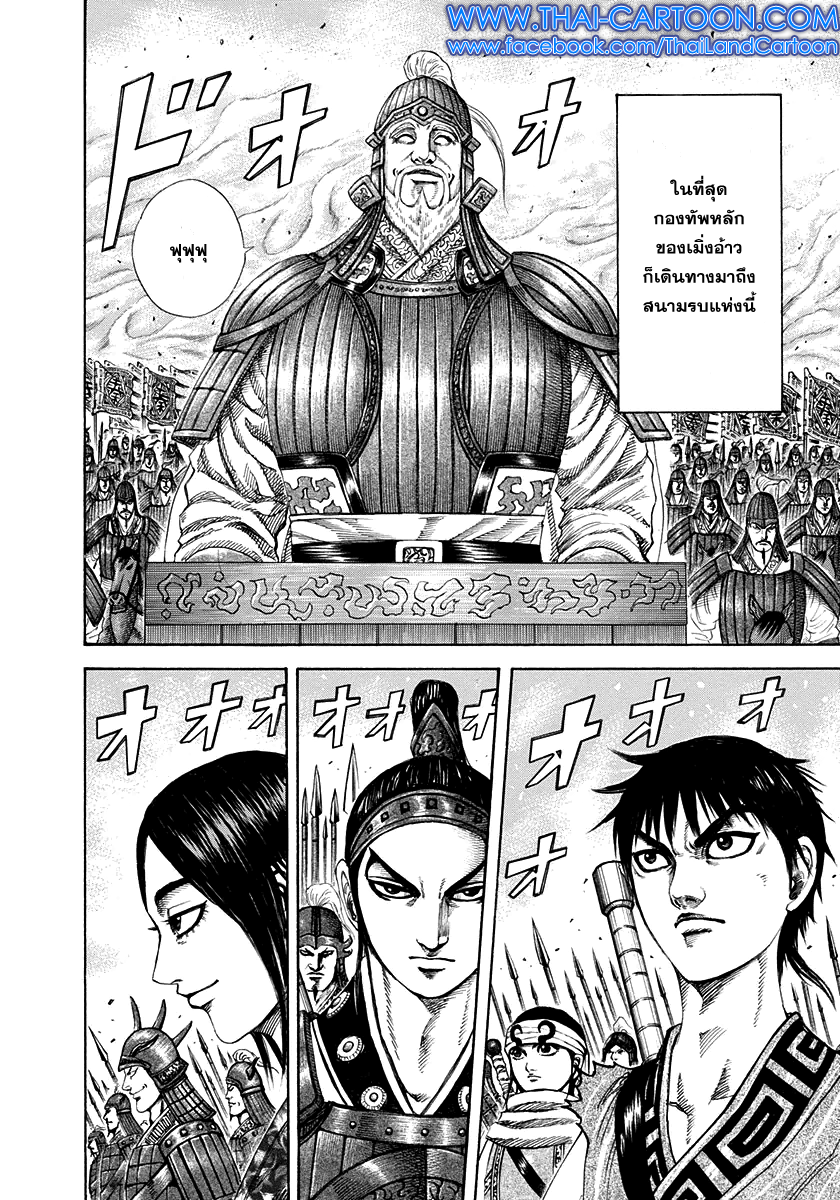 WWW.THAI-CARTOON.COM
www.facebook.com/ThaiLandCartoon
ドォォ
ในที่สุด
กองทัพหลัก
ของเมิ่งอ้าว
ก็เดินทางมาถึง
สนามรบแห่งนี้
ฟุฟุฟุ
オオオ
オオオ
オオオ
オ